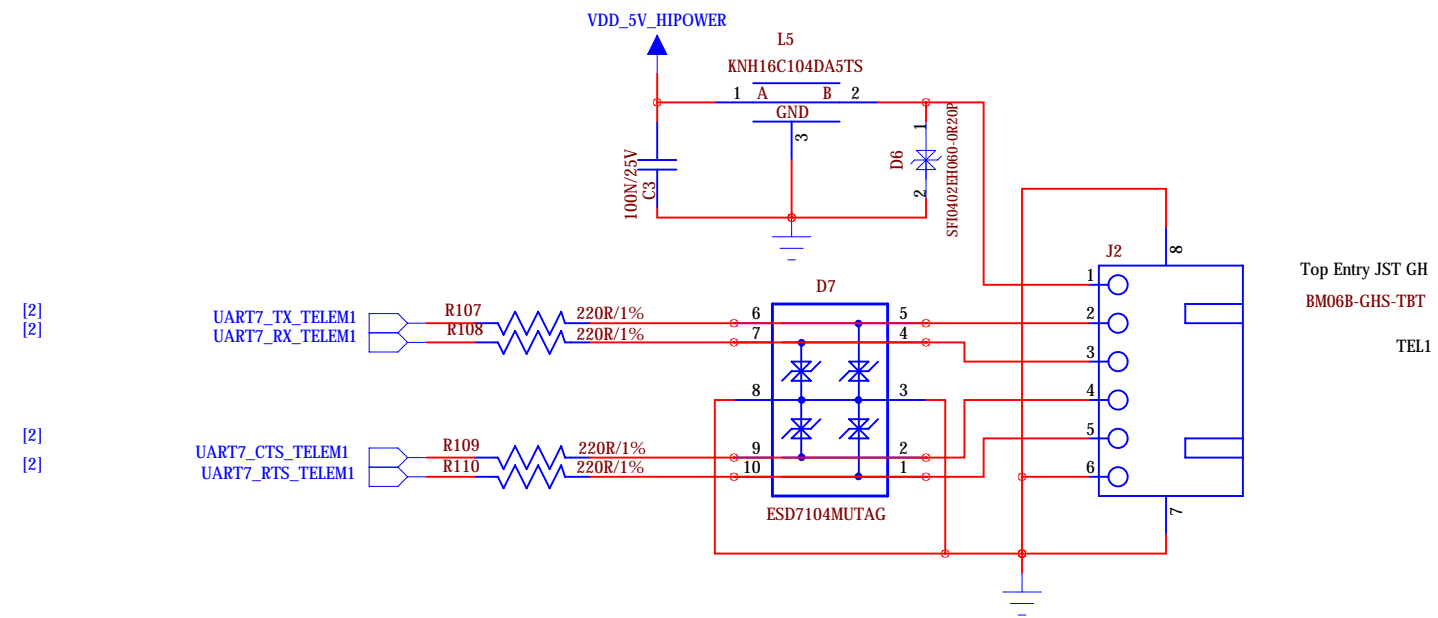 VDD_5V_HIPOWER
L5
KNH16C104DA5TS
1 A B 2
GND
3
100N/25V
C3
D6
1
2
SFI0402EH060-0R20P
J2
8
1
2
3
4
5
6
7
Top Entry JST GH
BM06B-GHS-TBT
TEL1
D7
[2] UART7_TX_TELEM1 R107 220R/1% 6 5
[2] UART7_RX_TELEM1 R108 220R/1% 7 4
8 3
[2] UART7_CTS_TELEM1 R109 220R/1% 9 2
[2] UART7_RTS_TELEM1 R110 220R/1% 10 1
ESD7104MUTAG